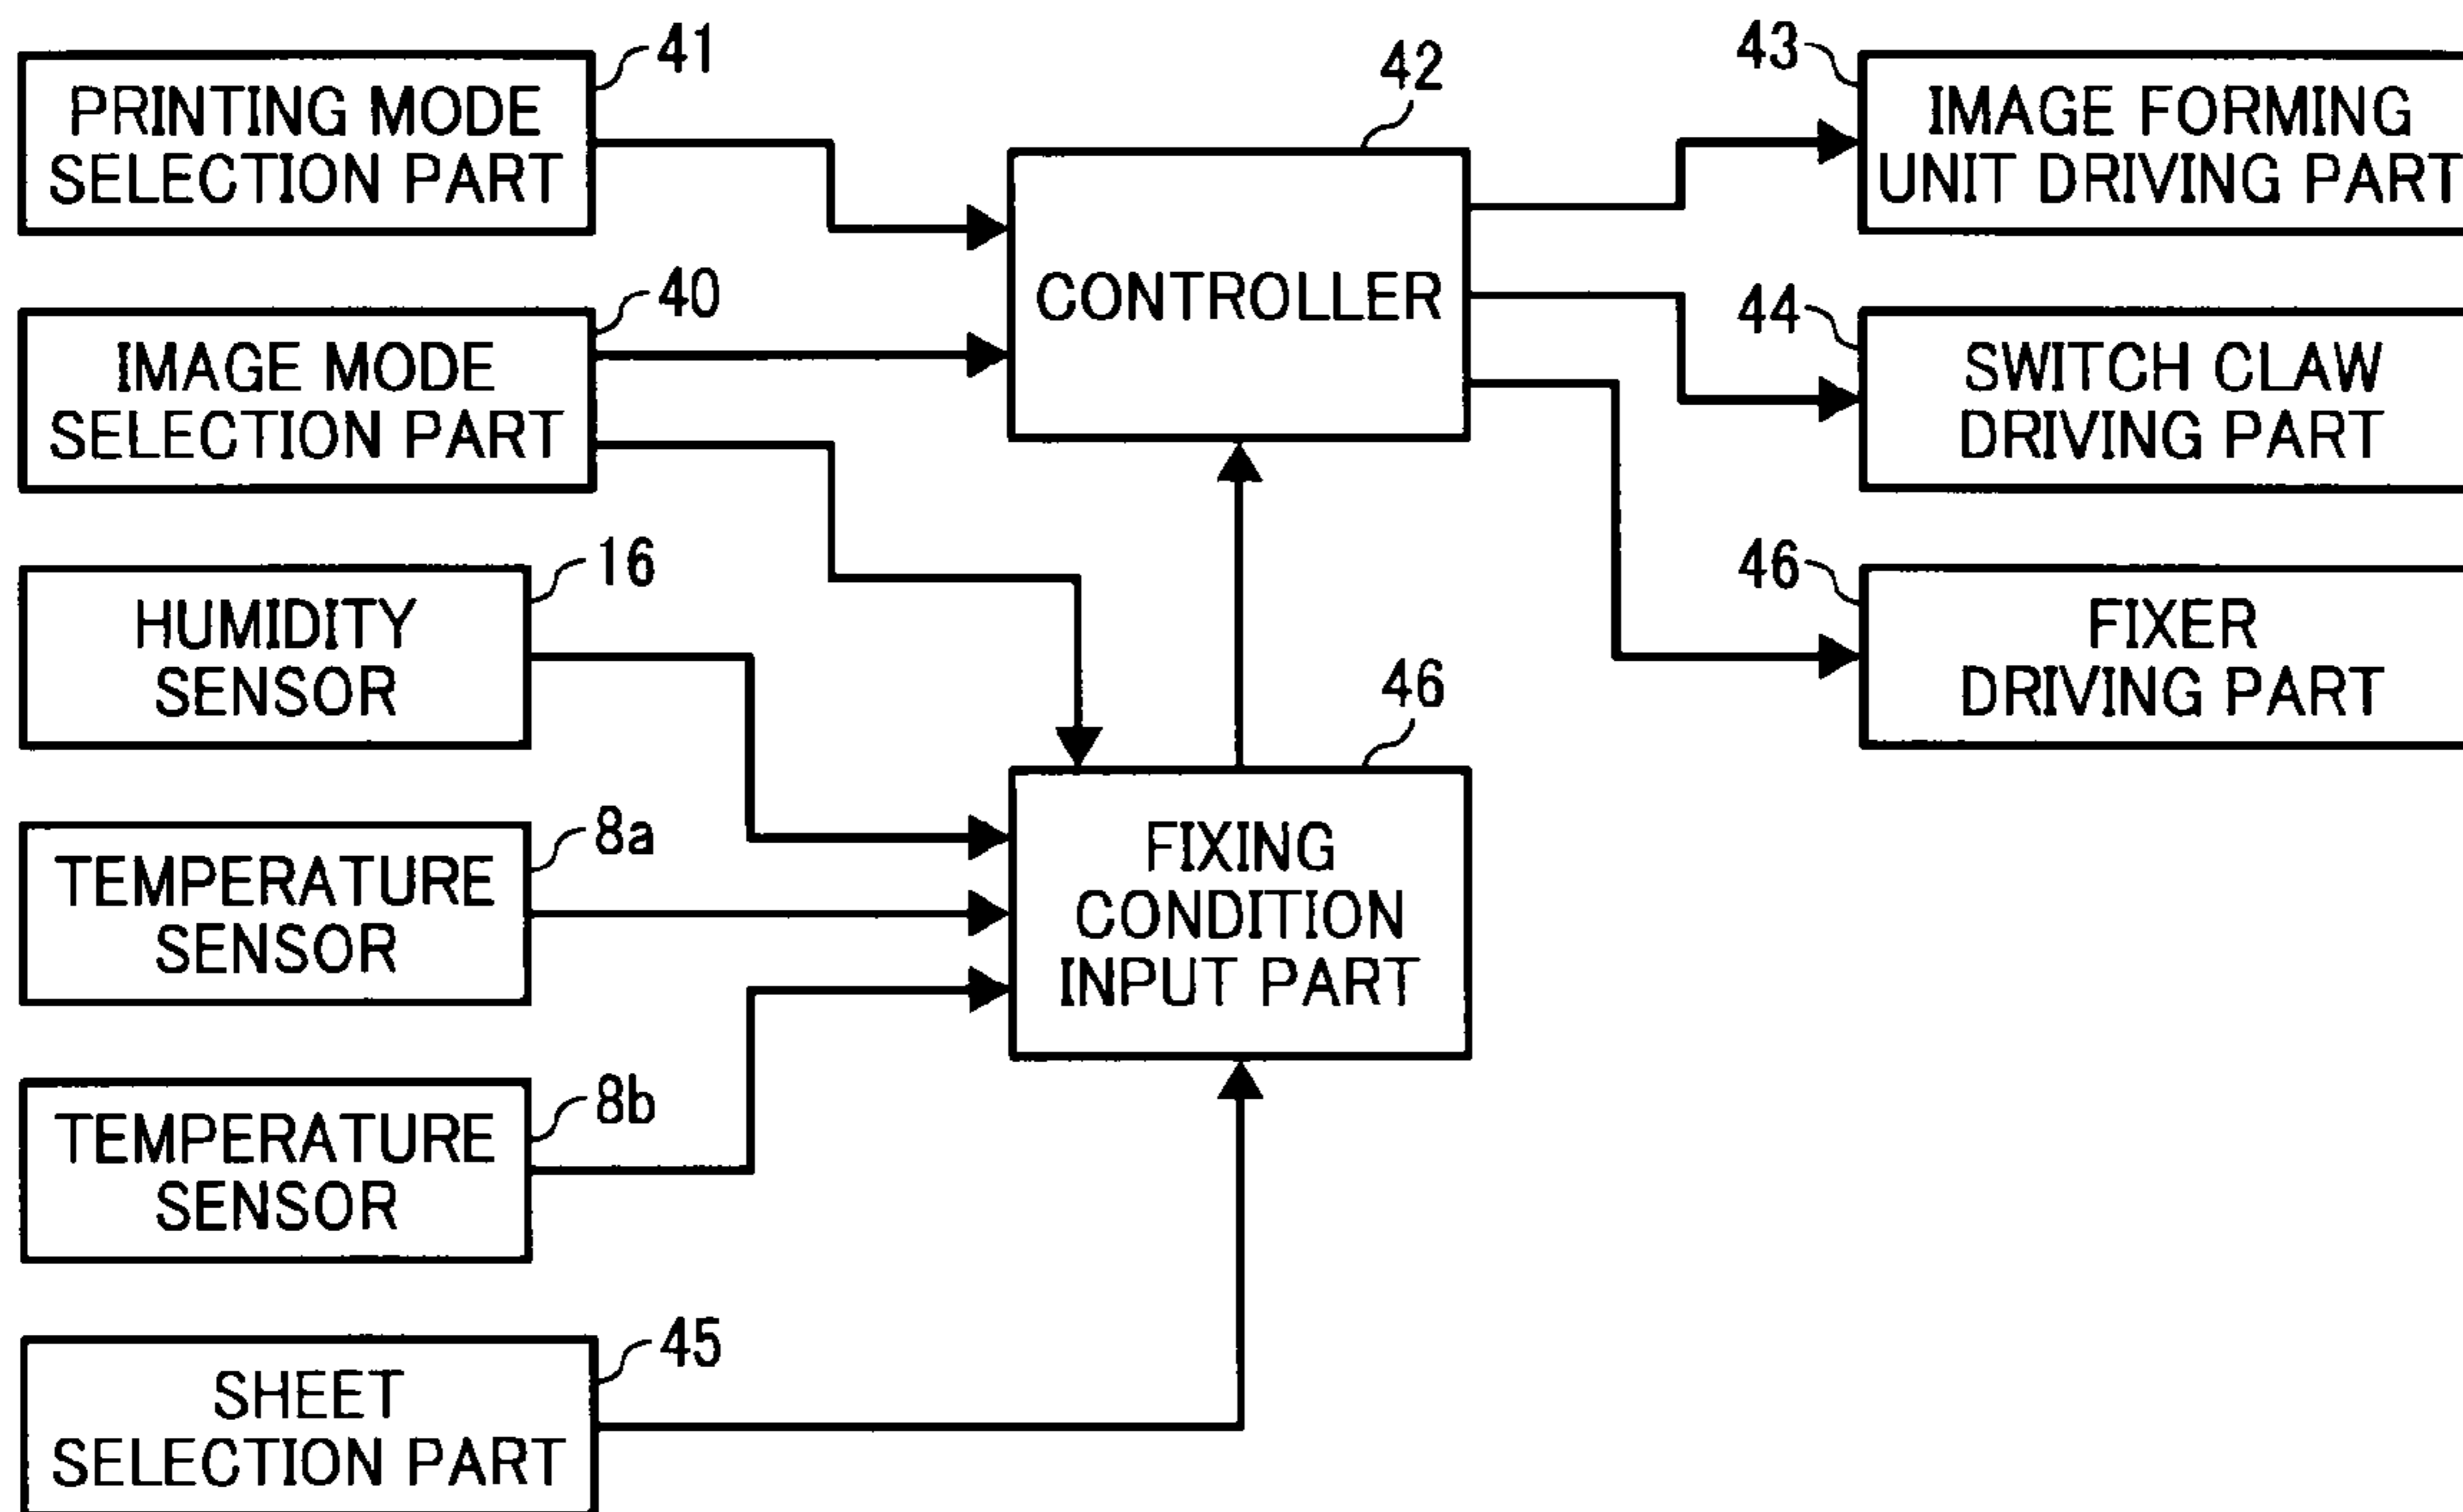 41
PRINTING MODE
SELECTION PART
40
IMAGE MODE
SELECTION PART
16
HUMIDITY
SENSOR
8a
TEMPERATURE
SENSOR
8b
TEMPERATURE
SENSOR
45
SHEET
SELECTION PART
42
CONTROLLER
46
FIXING
CONDITION
INPUT PART
43
IMAGE FORMING
UNIT DRIVING PART
44
SWITCH CLAW
DRIVING PART
46
FIXER
DRIVING PART